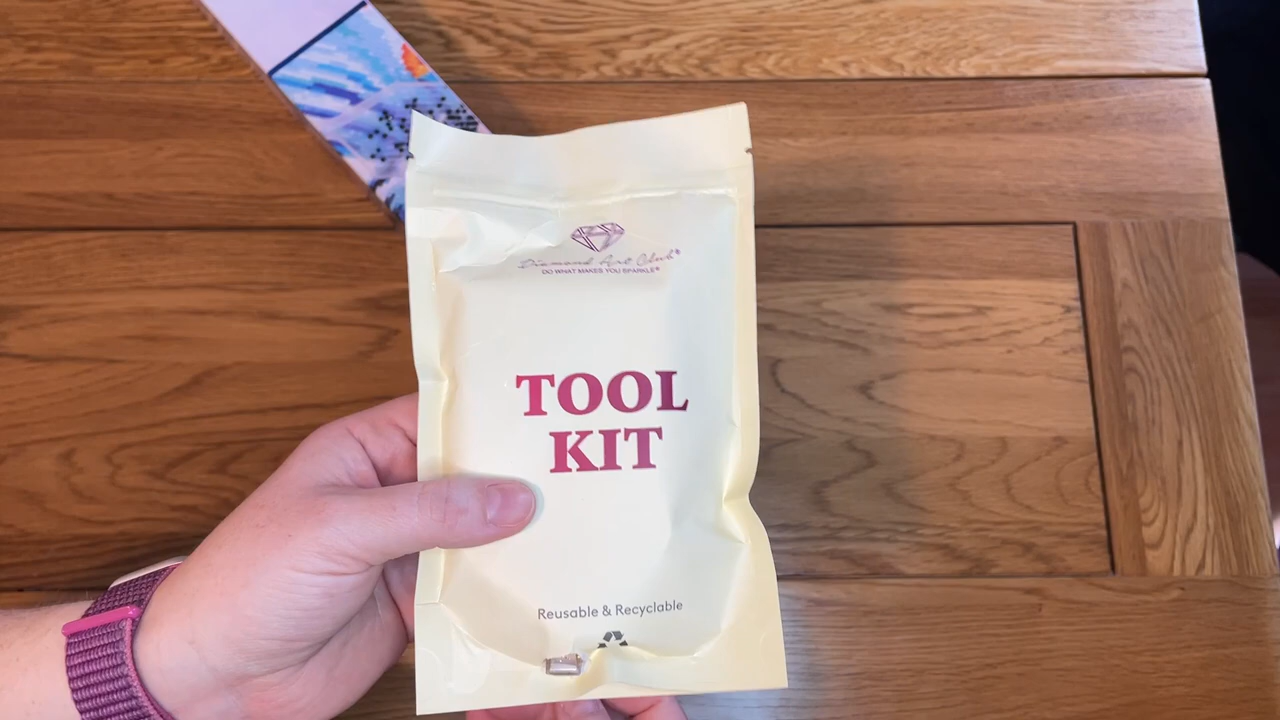 Diamond Art Club®
DO WHAT MAKES YOU SPARKLE®
TOOL
KIT
Reusable & Recyclable